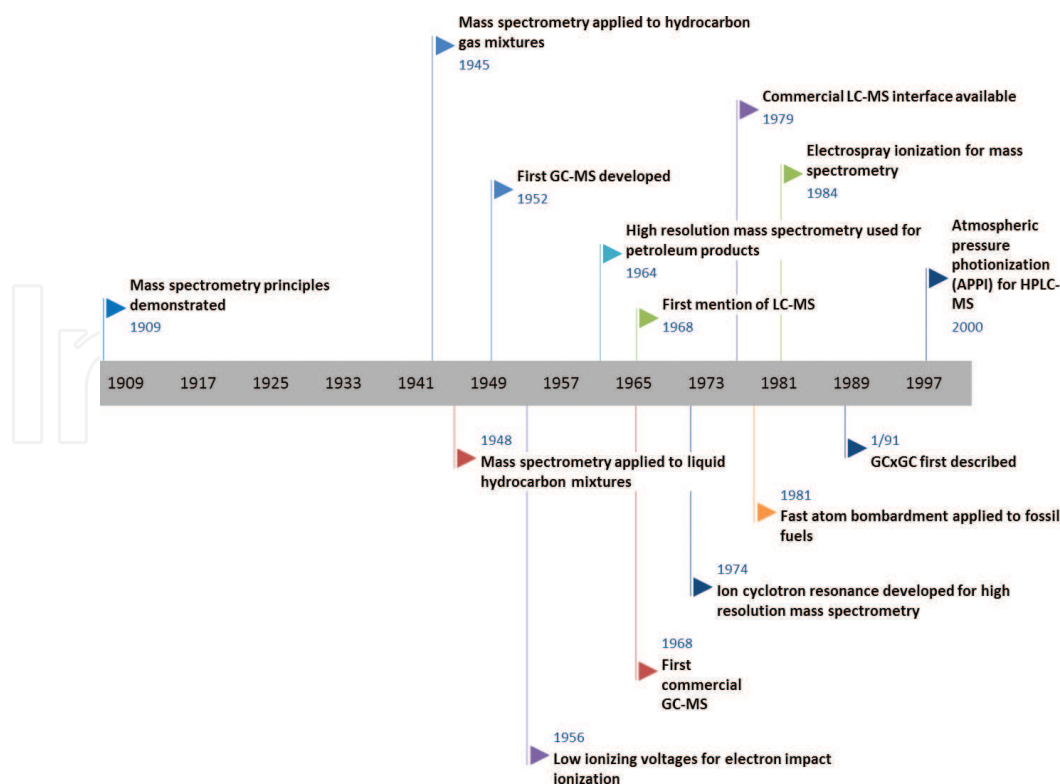 Mass spectrometry applied to hydrocarbon
gas mixtures
1945
Commercial LC-MS interface available
1979
Electrospray ionization for mass
spectrometry
1984
First GC-MS developed
1952
High resolution mass spectrometry used for
petroleum products
1964
Atmospheric
pressure
photionization
(APPI) for HPLC-
MS
2000
Mass spectrometry principles
demonstrated
1909
First mention of LC-MS
1968
1909 1917 1925 1933 1941 1949 1957 1965 1973 1981 1989 1997
1948
Mass spectrometry applied to liquid
hydrocarbon mixtures
1/91
GCxGC first described
1981
Fast atom bombardment applied to fossil
fuels
1974
Ion cyclotron resonance developed for high
resolution mass spectrometry
1968
First
commercial
GC-MS
1956
Low ionizing voltages for electron impact
ionization